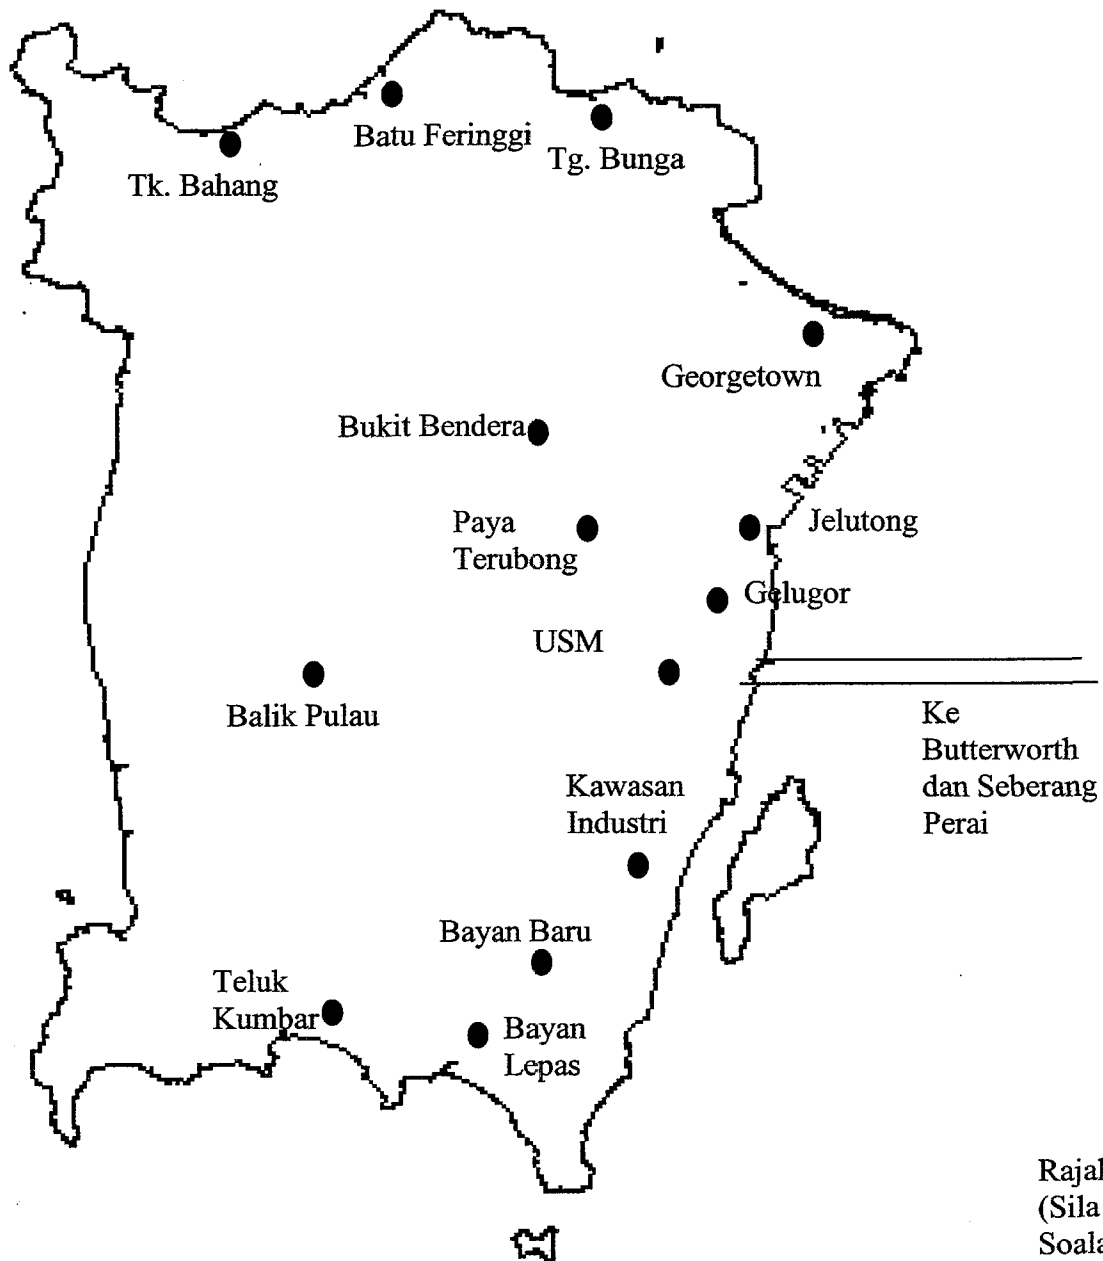 Batu Feringgi
Tg. Bunga
Tk. Bahang
Georgetown
Bukit Bendera
Paya
Terubong
Jelutong
Gelugor
USM
Balik Pulau
Ke
Butterworth
dan Seberang
Perai
Kawasan
Industri
Bayan Baru
Teluk
Kumbar
Bayan
Lepas
(Sila